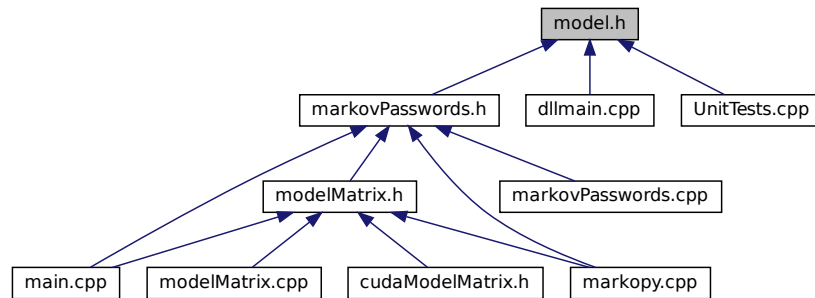 model.h
markovPasswords.h
dllmain.cpp
UnitTests.cpp
modelMatrix.h
markovPasswords.cpp
main.cpp
modelMatrix.cpp
cudaModelMatrix.h
markopy.cpp